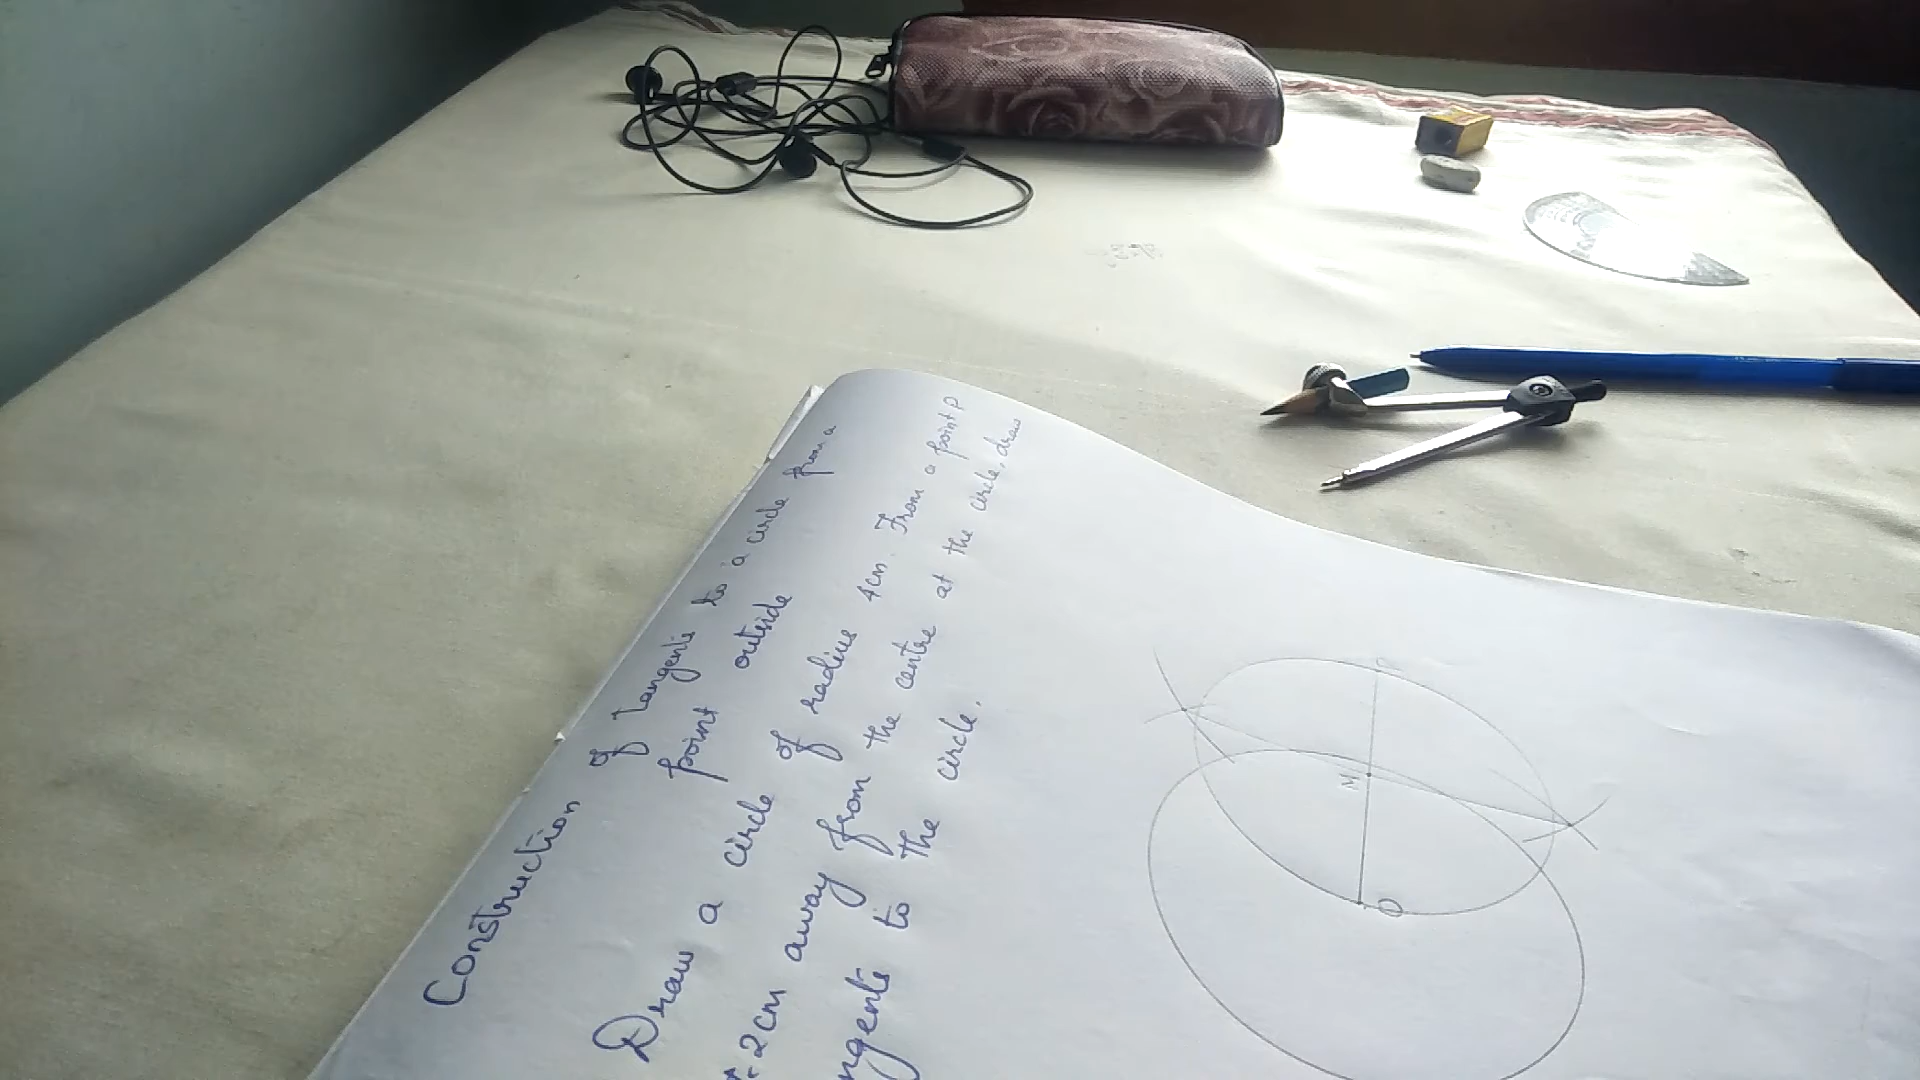 Construction of tangents to a circle from a
point outside
Draw a circle of radius 4cm. From a point P
2cm away from the centre at the circle, draw
tangents to the circle.
P
M
O